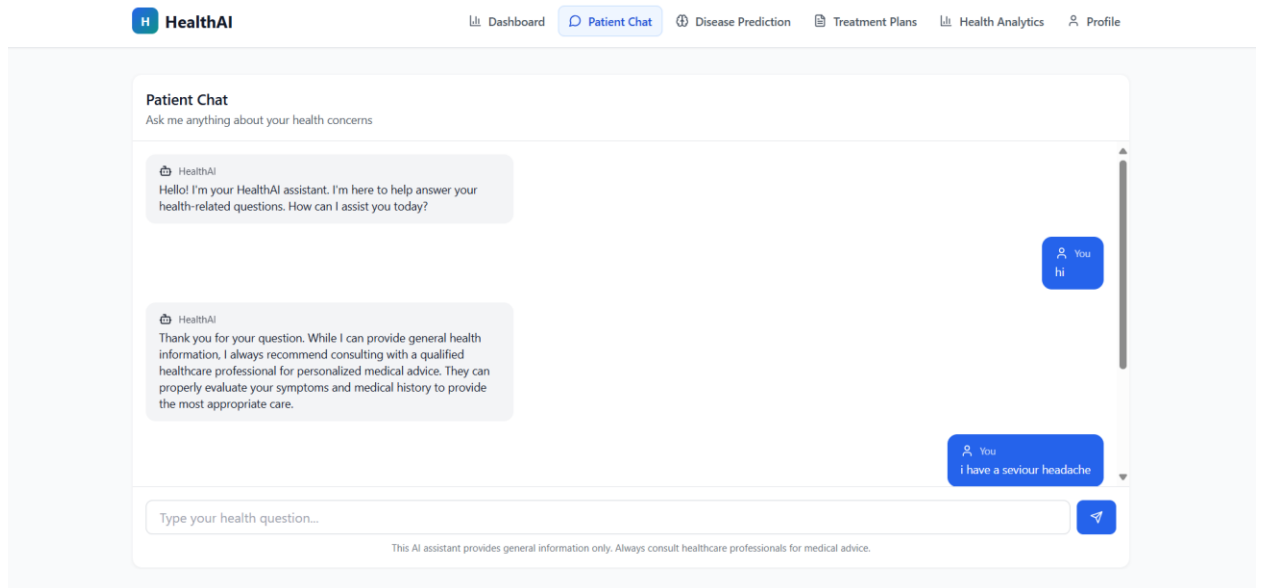 H HealthAI
Dashboard Patient Chat Disease Prediction Treatment Plans Health Analytics Profile
Patient Chat
Ask me anything about your health concerns
HealthAI
Hello! I'm your HealthAI assistant. I'm here to help answer your
health-related questions. How can I assist you today?
You
hi
HealthAI
Thank you for your question. While I can provide general health
information, I always recommend consulting with a qualified
healthcare professional for personalized medical advice. They can
properly evaluate your symptoms and medical history to provide
the most appropriate care.
You
i have a seviour headache
Type your health question...
This AI assistant provides general information only. Always consult healthcare professionals for medical advice.